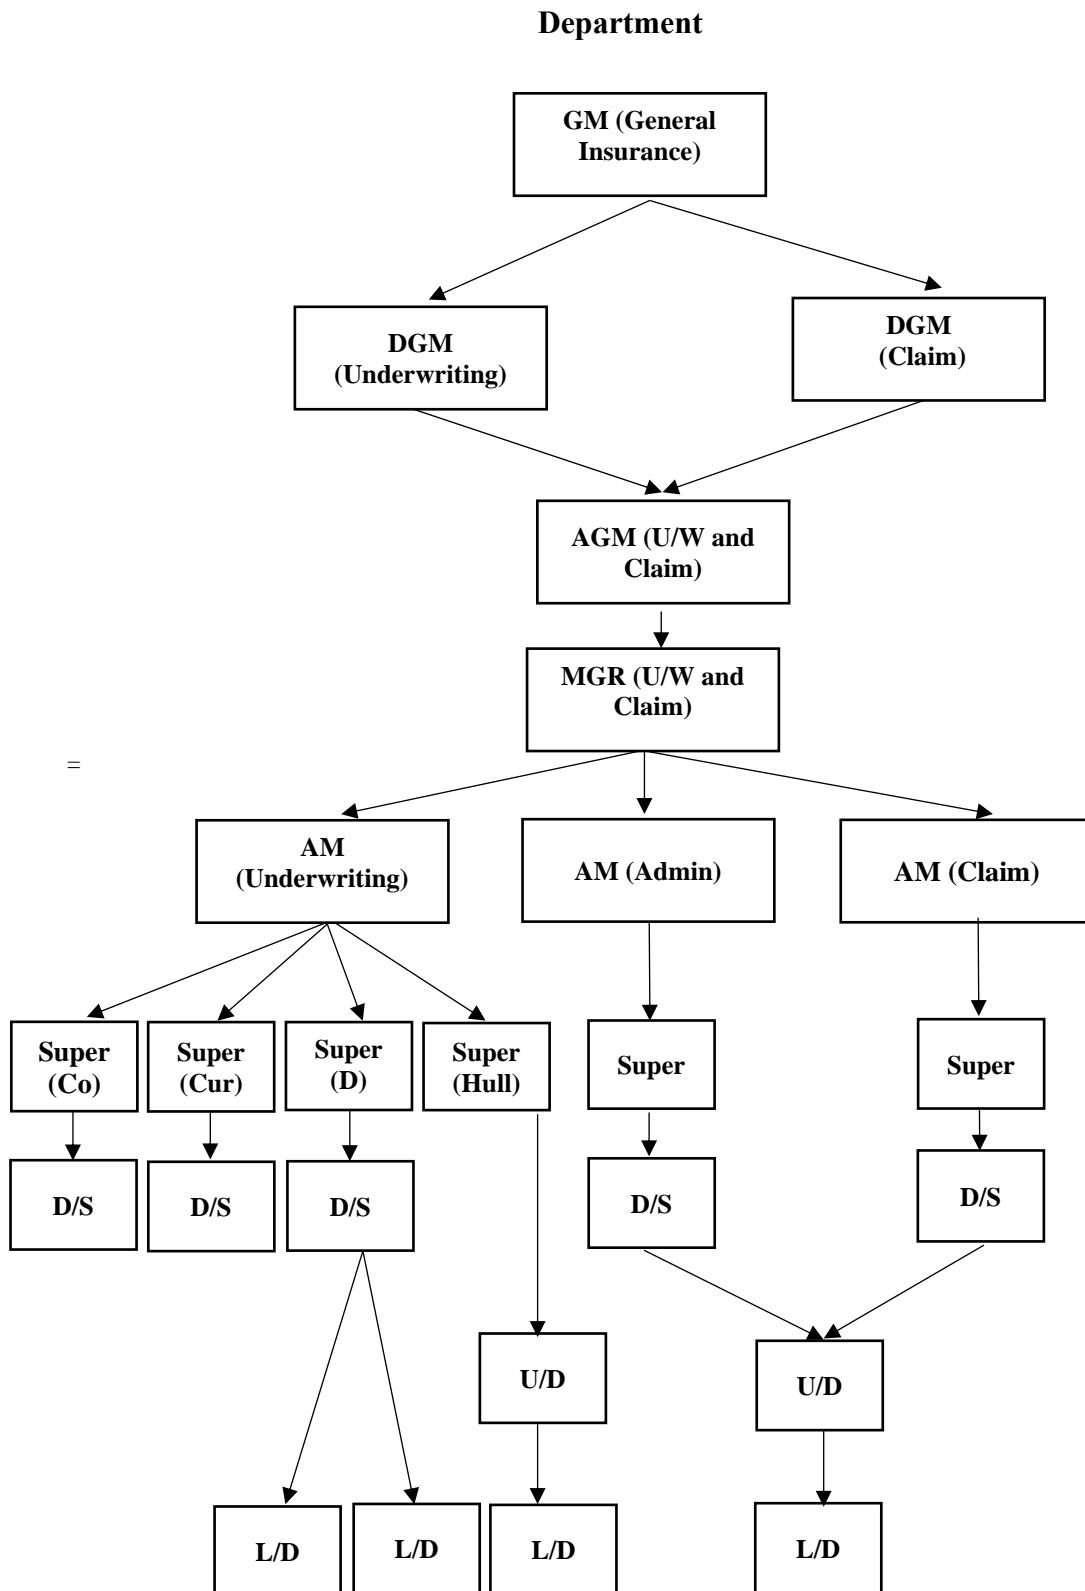 Department
GM (General
Insurance)
DGM
(Underwriting)
DGM
(Claim)
AGM (U/W and
Claim)
MGR (U/W and
Claim)
=
AM
(Underwriting)
AM (Admin)
AM (Claim)
Super
(Co)
Super
(Cur)
Super
(D)
Super
(Hull)
Super
Super
D/S
D/S
D/S
D/S
D/S
U/D
U/D
L/D
L/D
L/D
L/D